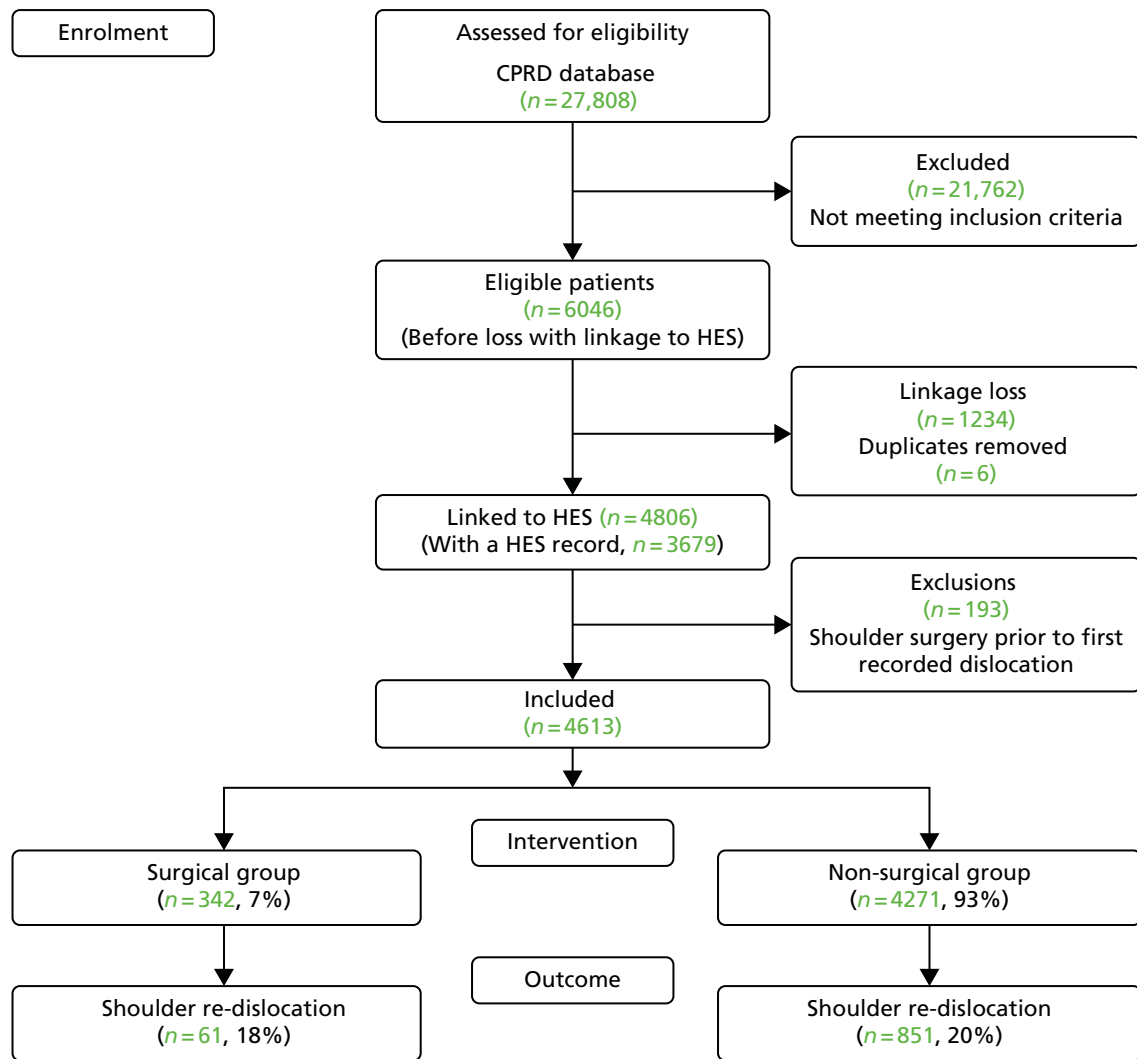 Enrolment
Assessed for eligibility
CPRD database
(n=27,808)
Excluded
(n=21,762)
Not meeting inclusion criteria
Eligible patients
(n=6046)
(Before loss with linkage to HES)
Linkage loss
(n=1234)
Duplicates removed
(n=6)
Linked to HES (n=4806)
(With a HES record, n=3679)
Exclusions
(n=193)
Shoulder surgery prior to first
recorded dislocation
Included
(n=4613)
Intervention
Surgical group
(n=342, 7%)
Non-surgical group
(n=4271, 93%)
Outcome
Shoulder re-dislocation
(n=61, 18%)
Shoulder re-dislocation
(n=851, 20%)